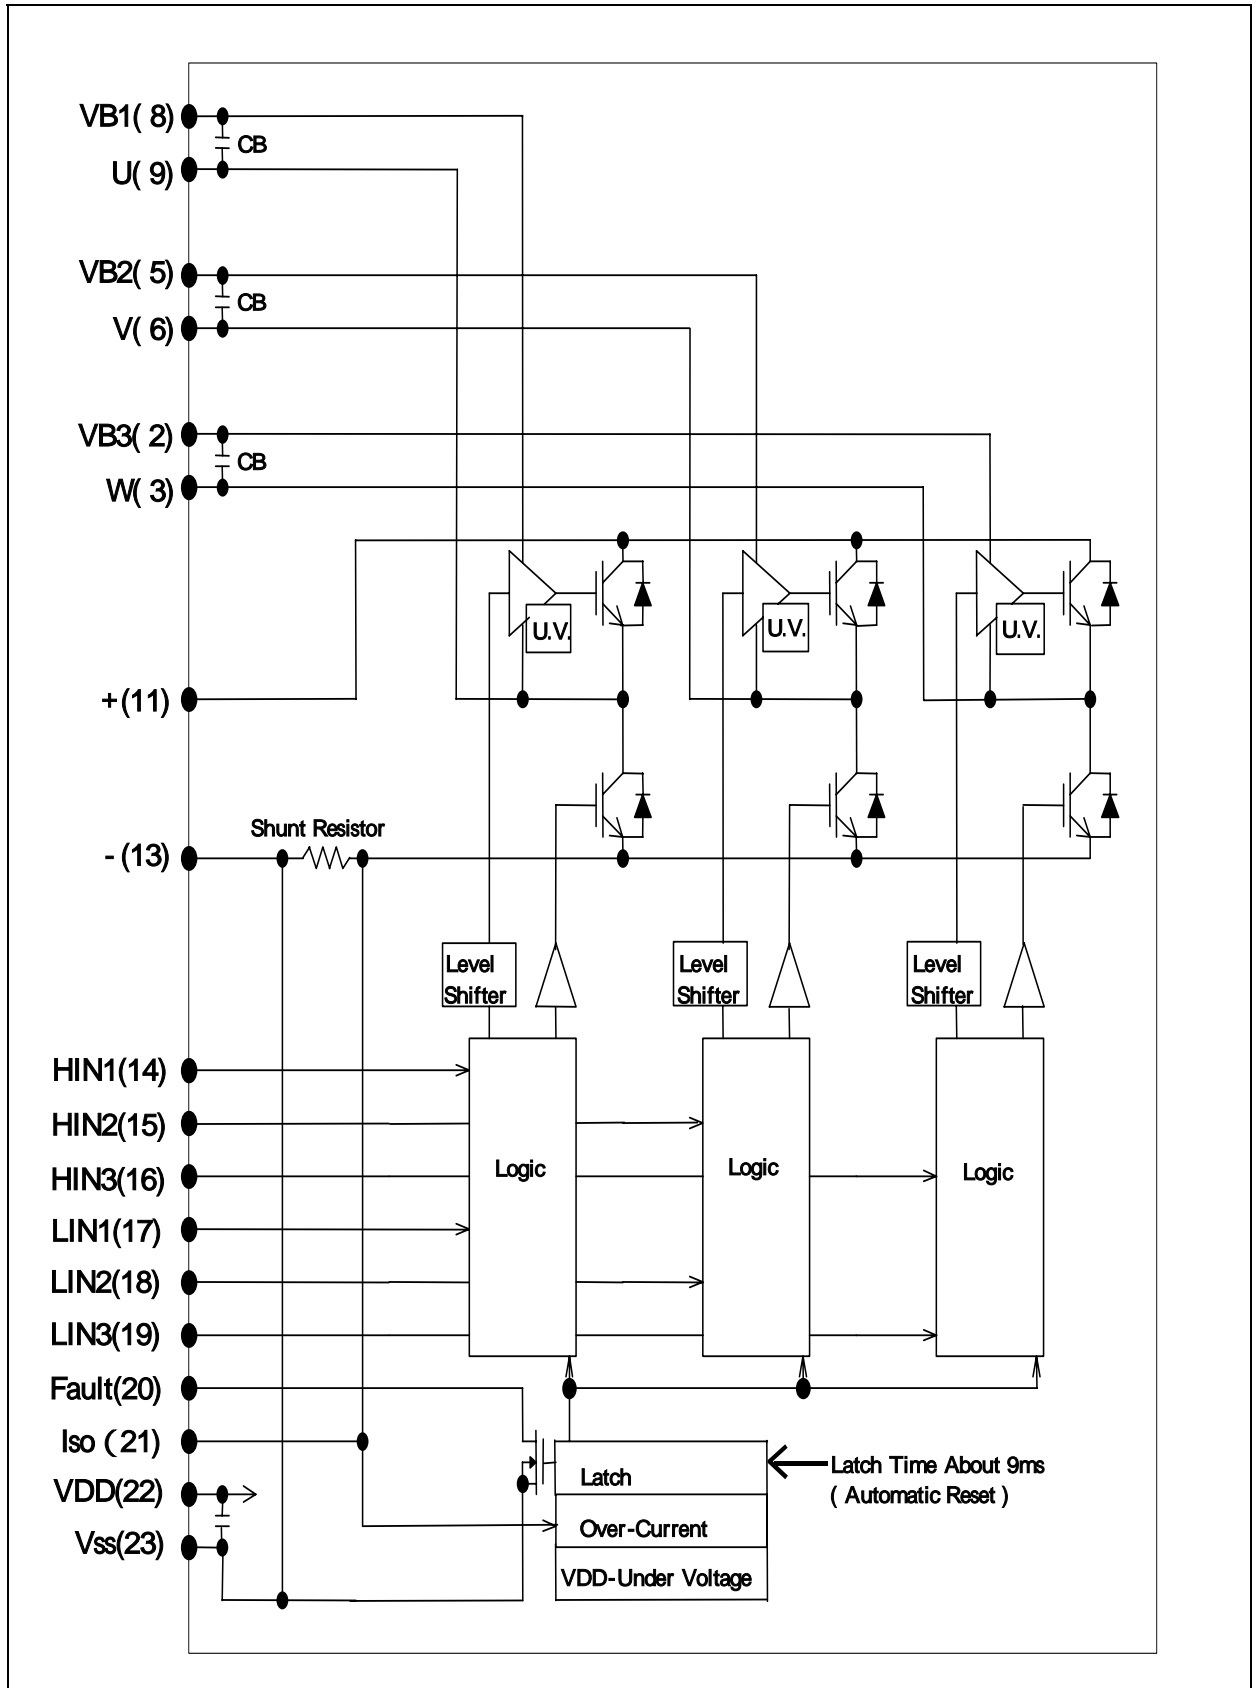 VB1( 8)
CB
U( 9)
VB2( 5)
CB
V( 6)
VB3( 2)
CB
W( 3)
U.V.
U.V.
U.V.
+(11)
Shunt Resistor
-(13)
Level
Shifter
Level
Shifter
Level
Shifter
HIN1(14)
HIN2(15)
HIN3(16)
Logic
Logic
Logic
LIN1(17)
LIN2(18)
LIN3(19)
Fault(20)
Iso (21)
VDD(22)
Vss(23)
Latch
Latch Time About 9ms
( Automatic Reset )
Over-Current
VDD-Under Voltage